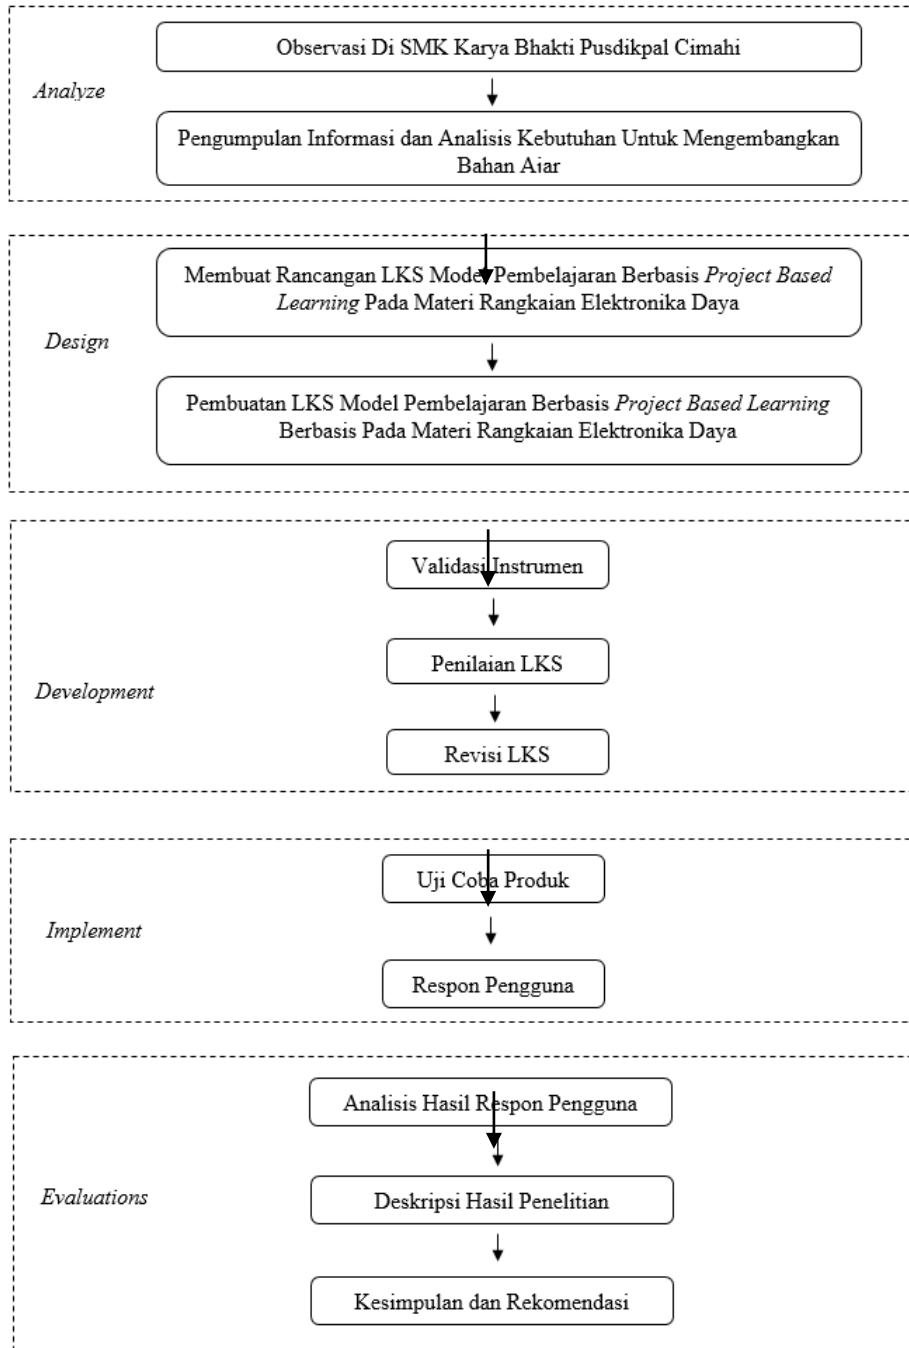 Observasi Di SMK Karya Bhakti Pusdikpal Cimahi
Analyze
Pengumpulan Informasi dan Analisis Kebutuhan Untuk Mengembangkan
Bahan Ajar
Membuat Rancangan LKS Model Pembelajaran Berbasis Project Based
Learning Pada Materi Rangkaian Elektronika Daya
Design
Pembuatan LKS Model Pembelajaran Berbasis Project Based Learning
Berbasis Pada Materi Rangkaian Elektronika Daya
Validasi Instrumen
Penilaian LKS
Development
Revisi LKS
Uji Coba Produk
Implement
Respon Pengguna
Analisis Hasil Respon Pengguna
Evaluations
Deskripsi Hasil Penelitian
Kesimpulan dan Rekomendasi